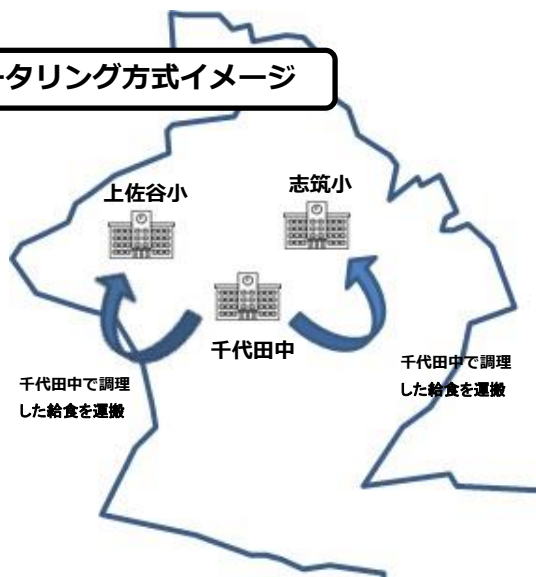 ータリング方式イメージ
上佐谷小
志筑小
千代田中
千代田中で調理
した給食を運搬
千代田中で調理
した給食を運搬